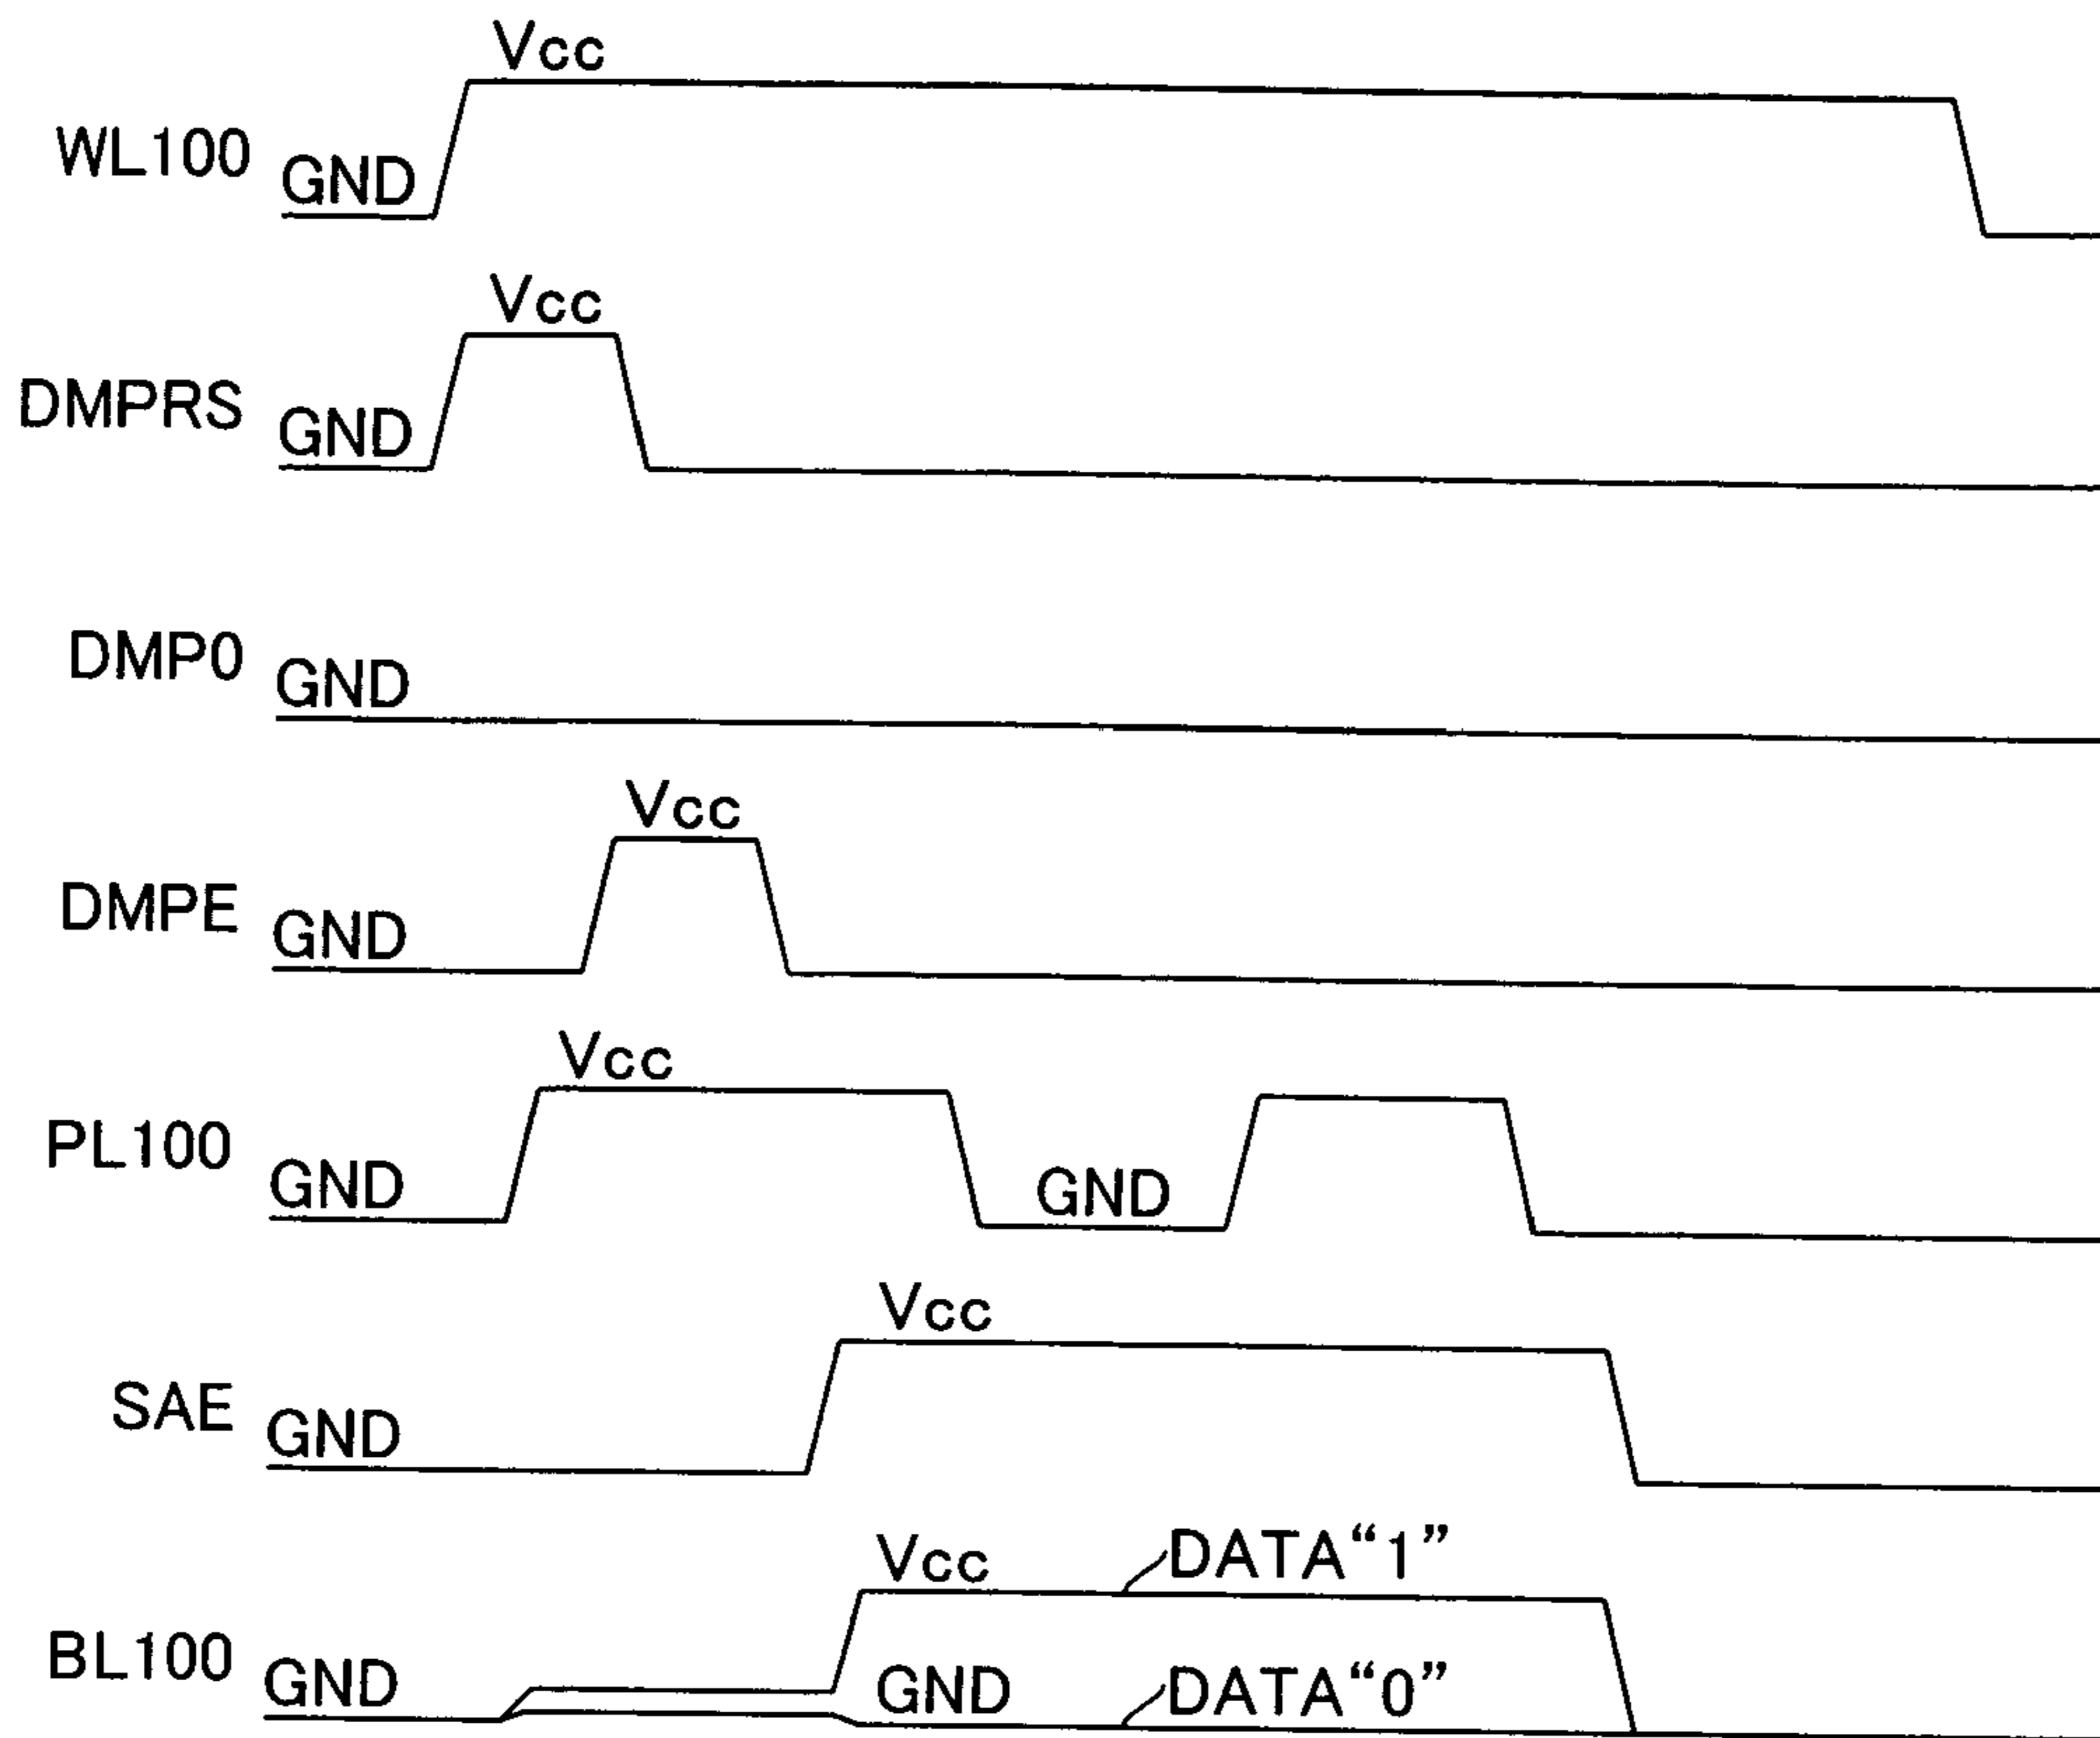 Vcc
WL100
GND
Vcc
DMPRS
GND
DMP0
GND
Vcc
DMPE
GND
Vcc
PL100
GND
GND
Vcc
SAE
GND
Vcc
DATA“1”
BL100
GND
GND
DATA“0”